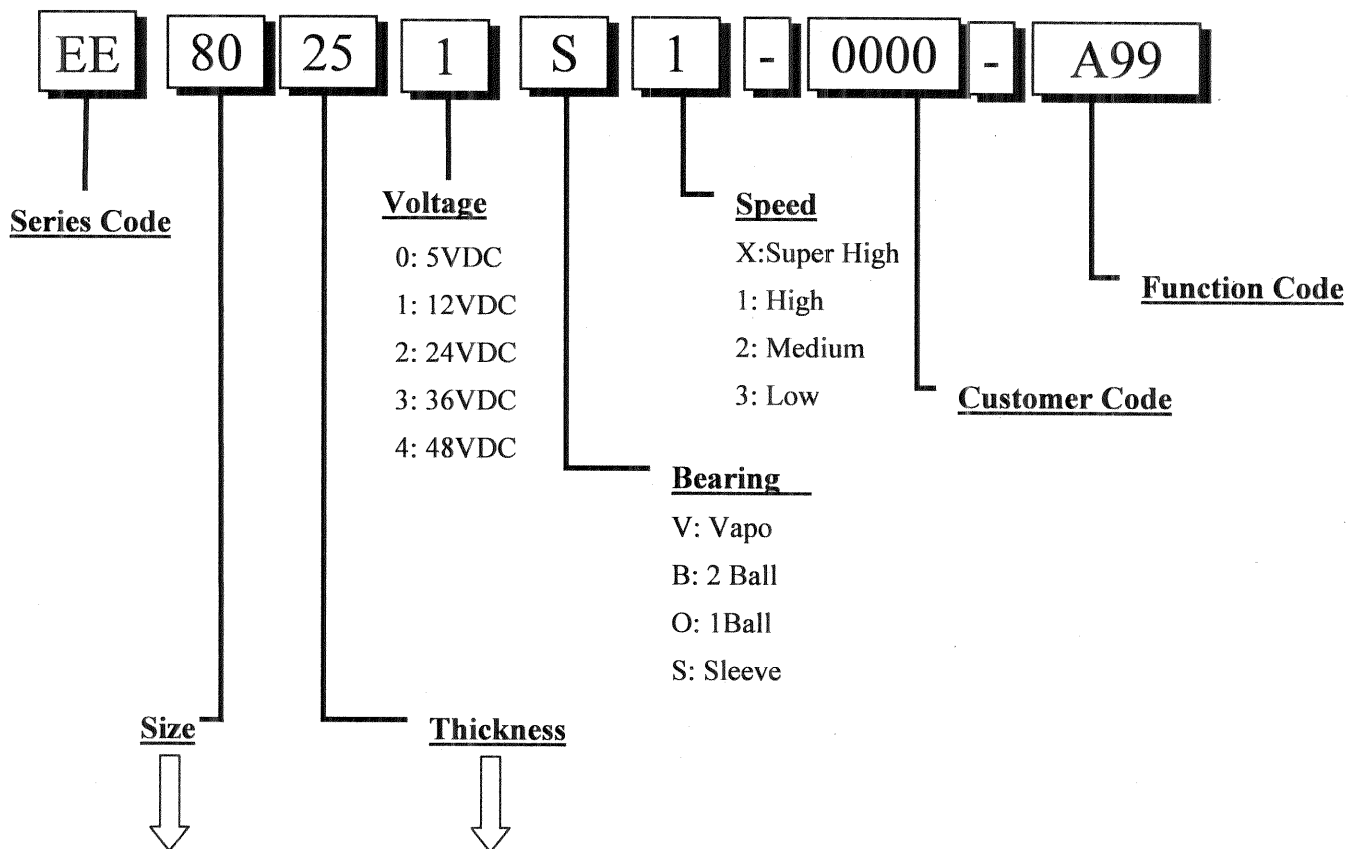 EE 80 25 1 S 1 - 0000 - A99
Series Code
Voltage
0: 5VDC
1: 12VDC
2: 24VDC
3: 36VDC
4: 48VDC
Speed
X:Super High
1: High
2: Medium
3: Low
Function Code
Customer Code
Bearing
V: Vapo
B: 2 Ball
O: 1Ball
S: Sleeve
Size
Thickness